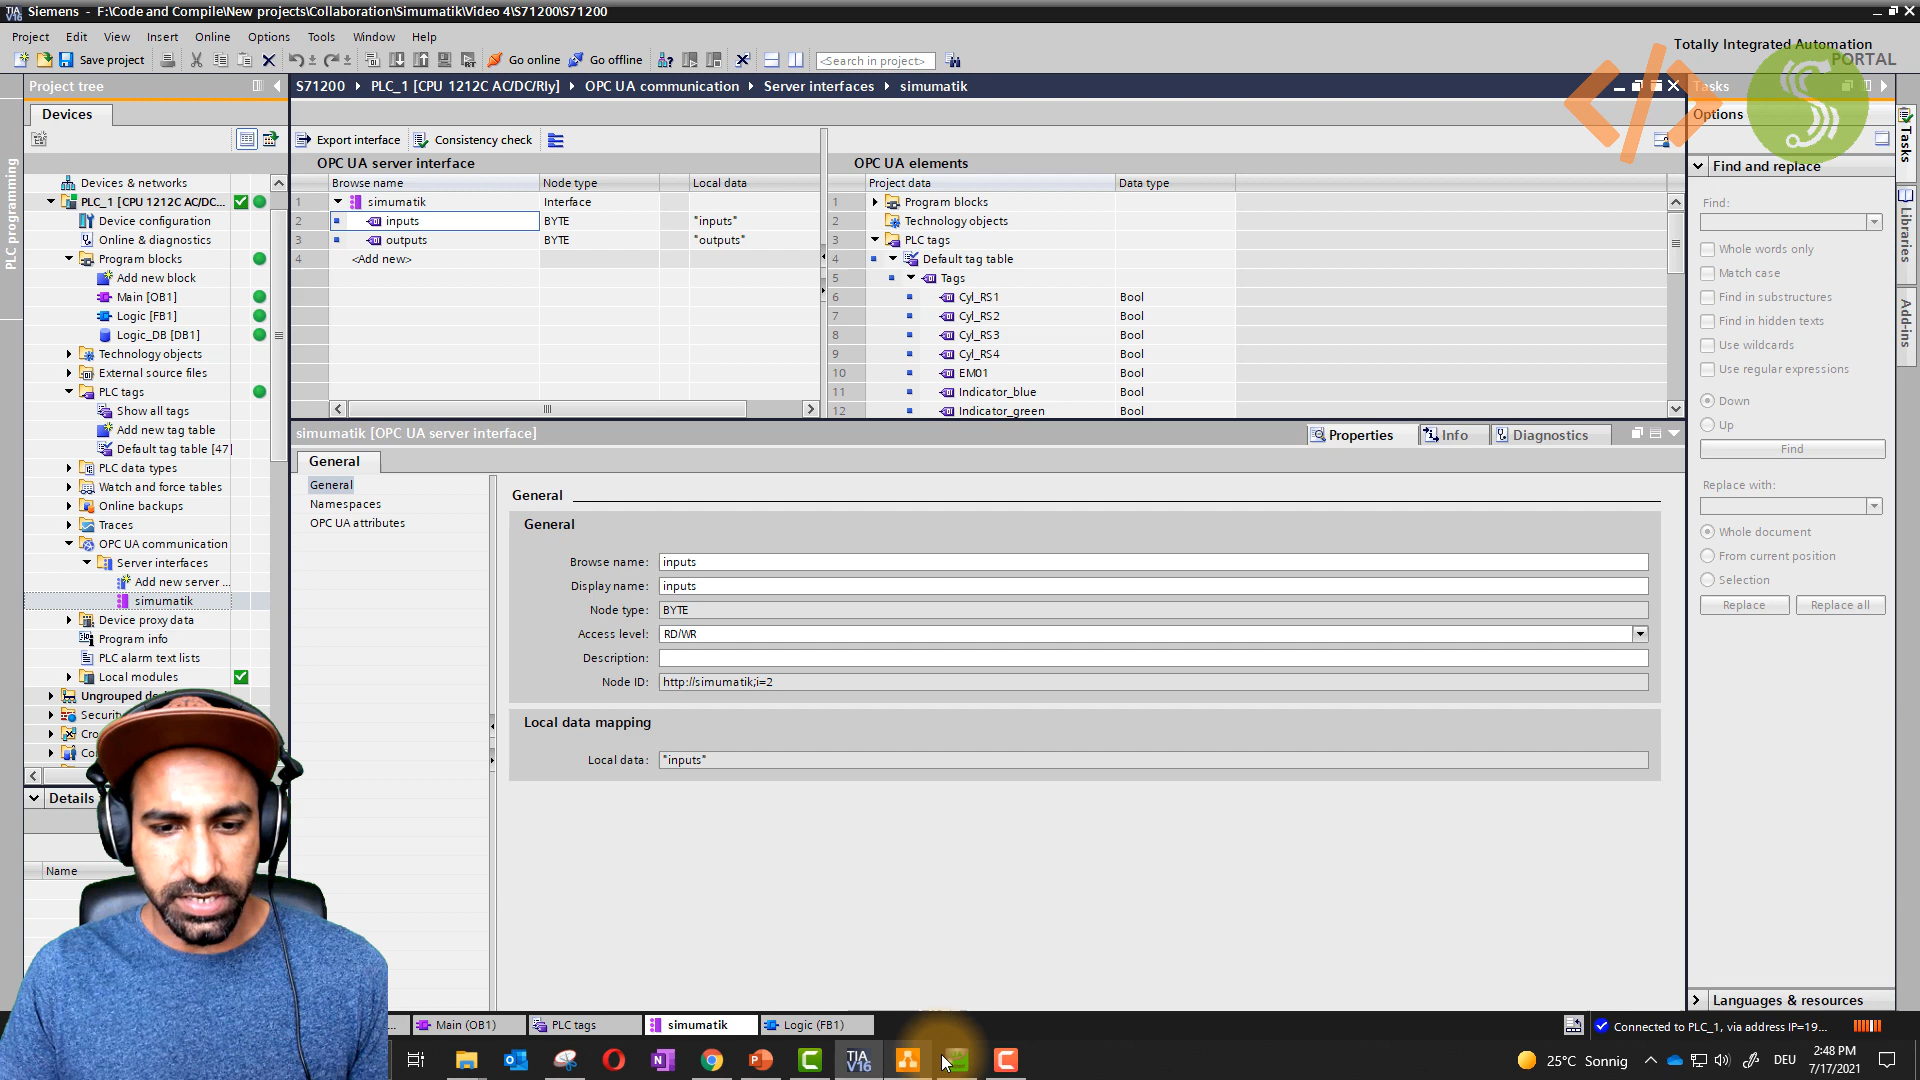 Siemens - F:\Code and Compile\New projects\Collaboration\Simumatik\Video 4\S71200\S71200
Project Edit View Insert Online Options Tools Window Help
Totally Integrated Automation
PORTAL
Save project
Go online
Go offline
<Search in project>
Project tree
S71200 PLC_1 [CPU 1212C AC/DC/Rly] OPC UA communication Server interfaces simumatik
Tasks
Devices
Options
Export interface
Consistency check
OPC UA server interface
OPC UA elements
Find and replace
Browse name Node type Local data
Project data Data type
1 simumatik Interface
2 inputs BYTE "inputs"
3 outputs BYTE "outputs"
4 <Add new>
1 Program blocks
2 Technology objects
3 PLC tags
4 Default tag table
5 Tags
6 Cyl_RS1 Bool
7 Cyl_RS2 Bool
8 Cyl_RS3 Bool
9 Cyl_RS4 Bool
10 EM01 Bool
11 Indicator_blue Bool
12 Indicator_green Bool
Devices & networks
PLC_1 [CPU 1212C AC/DC...
Device configuration
Online & diagnostics
Program blocks
Add new block
Main [OB1]
Logic [FB1]
Logic_DB [DB1]
Technology objects
External source files
PLC tags
Show all tags
Add new tag table
Default tag table [47]
PLC data types
Watch and force tables
Online backups
Traces
OPC UA communication
Server interfaces
Add new server ...
simumatik
Device proxy data
Program info
PLC alarm text lists
Local modules
Ungrouped de
Securit
Cro
Co
Details
Name
PLC programming
simumatik [OPC UA server interface]
Properties
Info
Diagnostics
General
General
Namespaces
OPC UA attributes
General
General
Browse name: inputs
Display name: inputs
Node type: BYTE
Access level: RD/WR
Description:
Node ID: http://simumatik;i=2
Local data mapping
Local data: "inputs"
Find:
Whole words only
Match case
Find in substructures
Find in hidden texts
Use wildcards
Use regular expressions
Down
Up
Find
Replace with:
Whole document
From current position
Selection
Replace
Replace all
Languages & resources
Tasks
Libraries
Add-ins
... Main (OB1) PLC tags simumatik Logic (FB1)
Connected to PLC_1, via address IP=19...
TIA
V16
25°C Sonnig
DEU
2:48 PM
7/17/2021